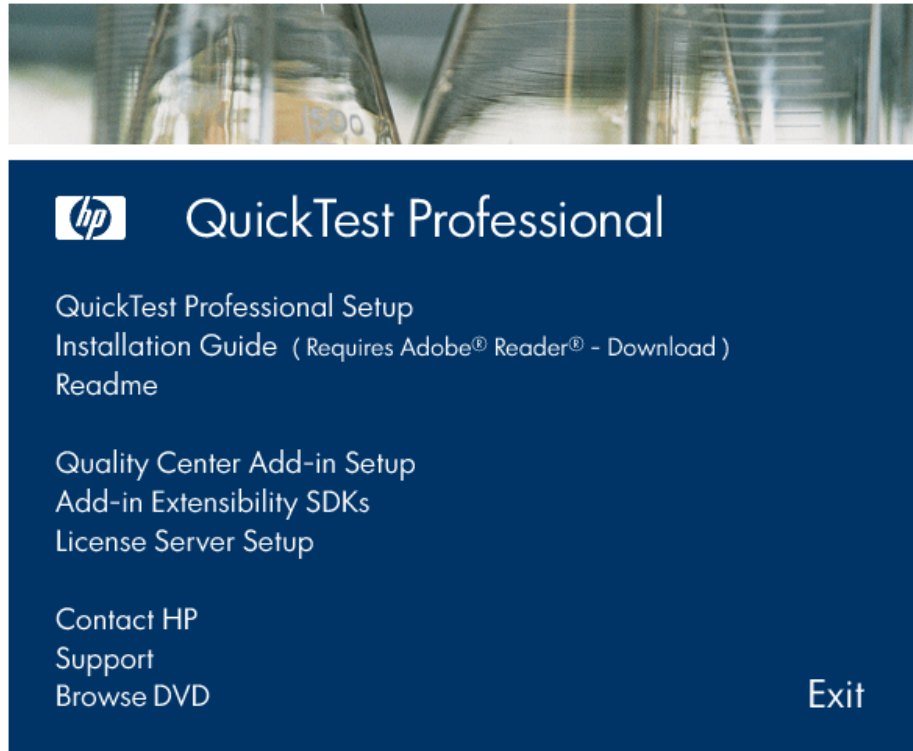 1500
hp
QuickTest Professional
QuickTest Professional Setup
Installation Guide ( Requires Adobe® Reader® - Download )
Readme
Quality Center Add-in Setup
Add-in Extensibility SDKs
License Server Setup
Contact HP
Support
Browse DVD
Exit